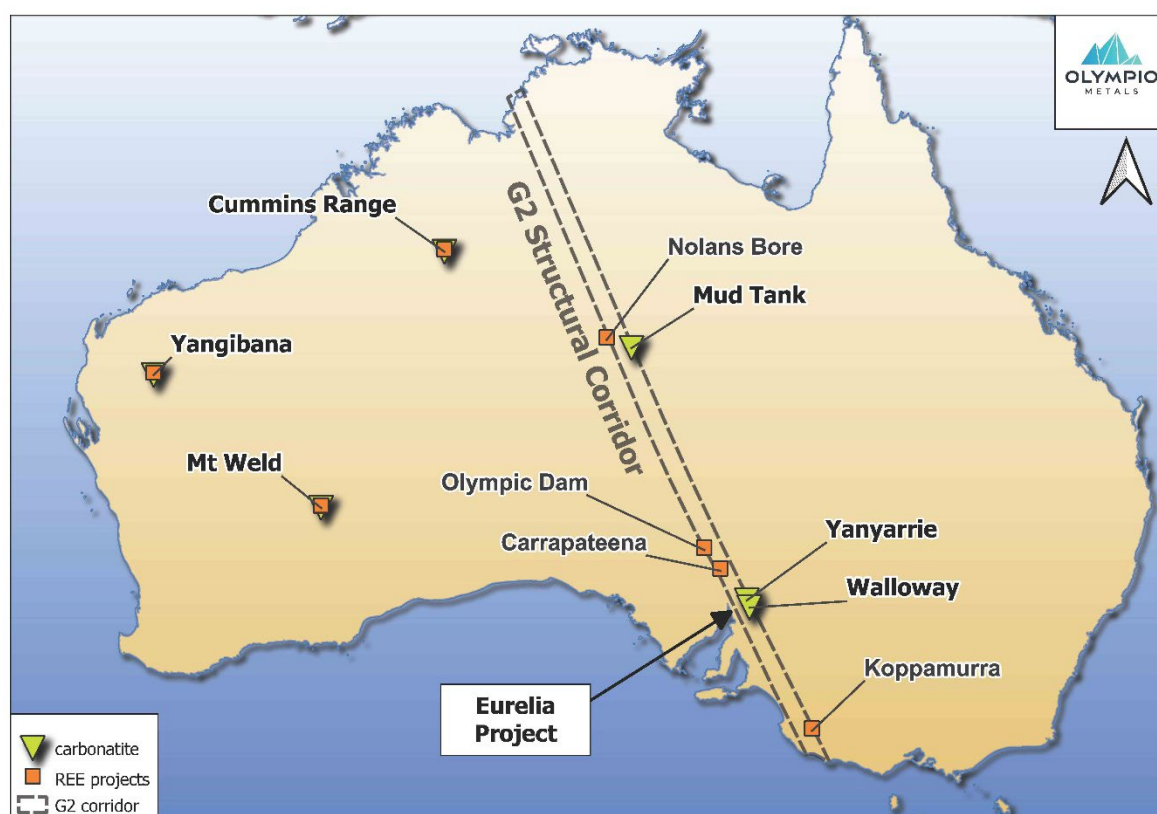 OLYMPIO
METALS
Cummins Range
G2 Structural Corridor
Nolans Bore
Mud Tank
Yangibana
Mt Weld
Olympic Dam
Carrapateena
Yanyarrie
Walloway
Koppamurra
Eurelia
Project
carbonatite
REE projects
G2 corridor